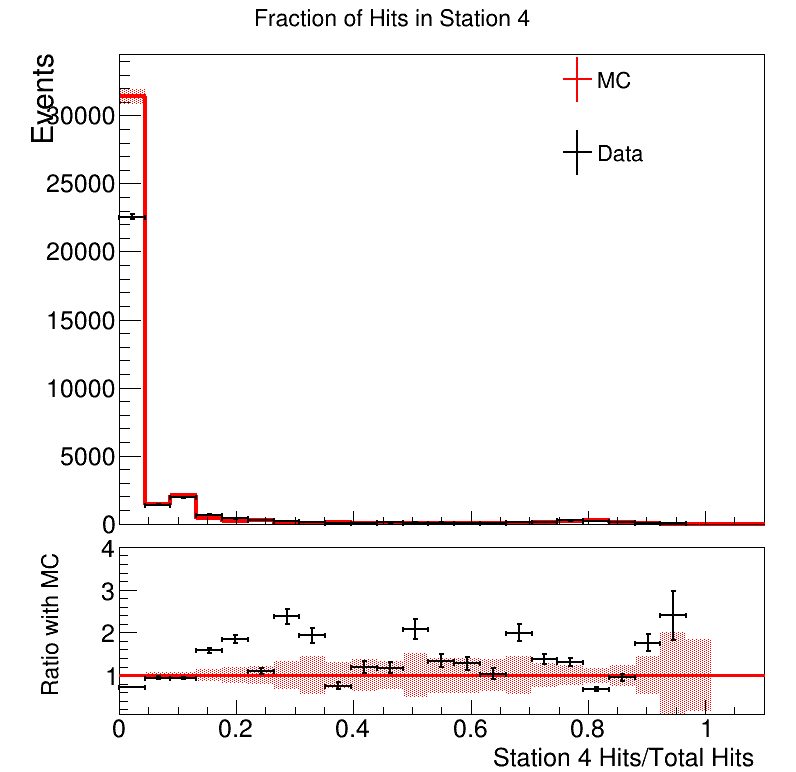 Fraction of Hits in Station 4
Events
MC
Data
30000
25000
20000
15000
10000
5000
0
Ratio with MC
4
3
2
1
0 0.2 0.4 0.6 0.8 1
Station 4 Hits/Total Hits